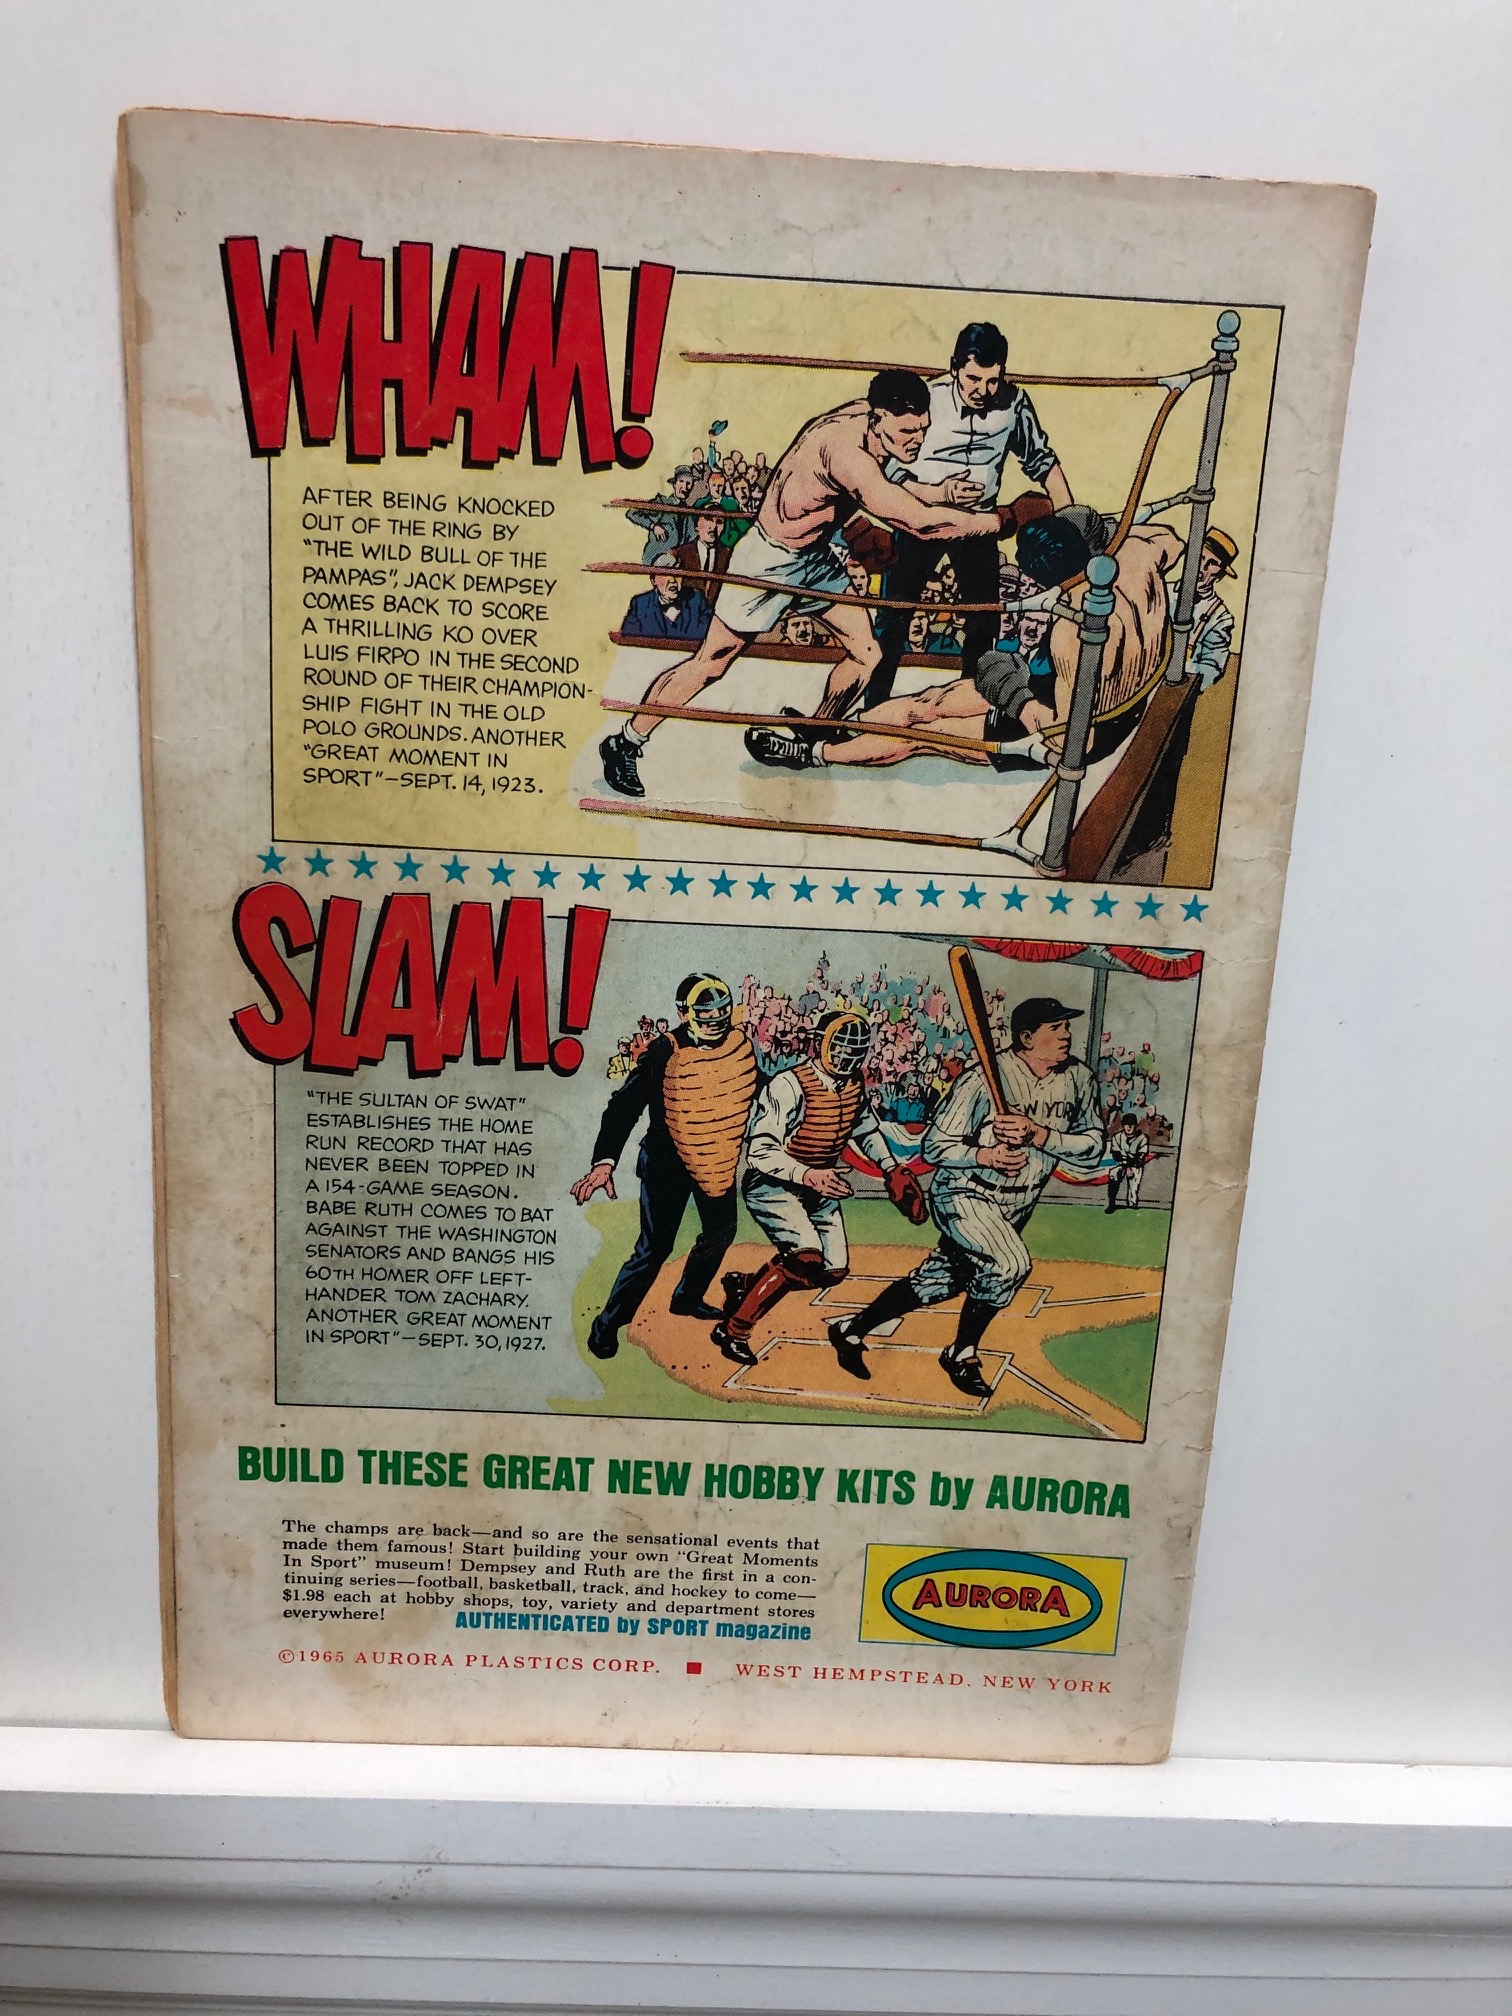 WHAM!
AFTER BEING KNOCKED
OUT OF THE RING BY
"THE WILD BULL OF THE
PAMPAS", JACK DEMPSEY
COMES BACK TO SCORE
A THRILLING KO OVER
LUIS FIRPO IN THE SECOND
ROUND OF THEIR CHAMPION-
SHIP FIGHT IN THE OLD
POLO GROUNDS. ANOTHER
"GREAT MOMENT IN
SPORT"—SEPT. 14, 1923.
SLAM!
"THE SULTAN OF SWAT"
ESTABLISHES THE HOME
RUN RECORD THAT HAS
NEVER BEEN TOPPED IN
A 154-GAME SEASON.
BABE RUTH COMES TO BAT
AGAINST THE WASHINGTON
SENATORS AND BANGS HIS
60TH HOMER OFF LEFT-
HANDER TOM ZACHARY.
ANOTHER GREAT MOMENT
IN SPORT"—SEPT. 30, 1927.
EW YORK
BUILD THESE GREAT NEW HOBBY KITS by AURORA
The champs are back—and so are the sensational events that
made them famous! Start building your own "Great Moments
In Sport" museum! Dempsey and Ruth are the first in a con-
tinuing series—football, basketball, track, and hockey to come—
$1.98 each at hobby shops, toy, variety and department stores
everywhere!
AUTHENTICATED by SPORT magazine
AURORA
©1965 AURORA PLASTICS CORP. ■ WEST HEMPSTEAD, NEW YORK